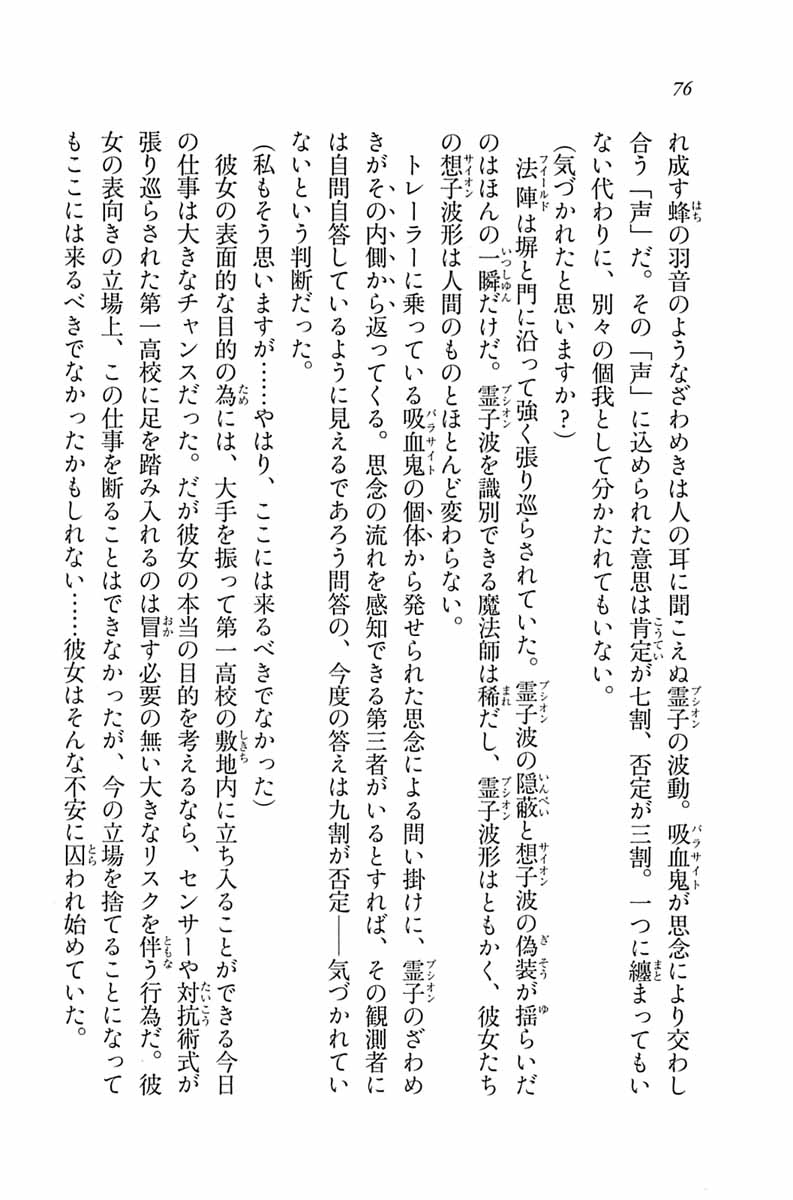 76
れ成す蜂の羽音のようなざわめきは人の耳に聞こえぬ霊子の波動。吸血鬼が思念により交わし
合う「声」だ。その「声」に込められた意思は肯定が七割、否定が三割。一つに纏まってもい
ない代わりに、別々の個我として分かたれてもいない。
(気づかれたと思いますか？)
法陣は塀と門に沿って強く張り巡らされていた。霊子波の隠蔽と想子波の偽装が揺らいだ
のはほんの一瞬だけだ。霊子波を識別できる魔法師は稀だし、霊子波形はともかく、彼女たち
の想子波形は人間のものとほとんど変わらない。
トレーラーに乗っている吸血鬼の個体から発せられた思念による問い掛けに、霊子のざわめ
きがその内側から返ってくる。思念の流れを感知できる第三者がいるとすれば、その観測者に
は自問自答しているように見えるであろう問答の、今度の答えは九割が否定――気づかれてい
ないという判断だった。
(私もそう思いますが……やはり、ここには来るべきでなかった)
彼女の表面的な目的の為には、大手を振って第一高校の敷地内に立ち入ることができる今日
の仕事は大きなチャンスだった。だが彼女の本当の目的を考えるなら、センサーや対抗術式が
張り巡らされた第一高校に足を踏み入れるのは冒す必要の無い大きなリスクを伴う行為だ。彼
女の表向きの立場上、この仕事を断ることはできなかったが、今の立場を捨てることになって
もここには来るべきでなかったかもしれない……彼女はそんな不安に囚われ始めていた。